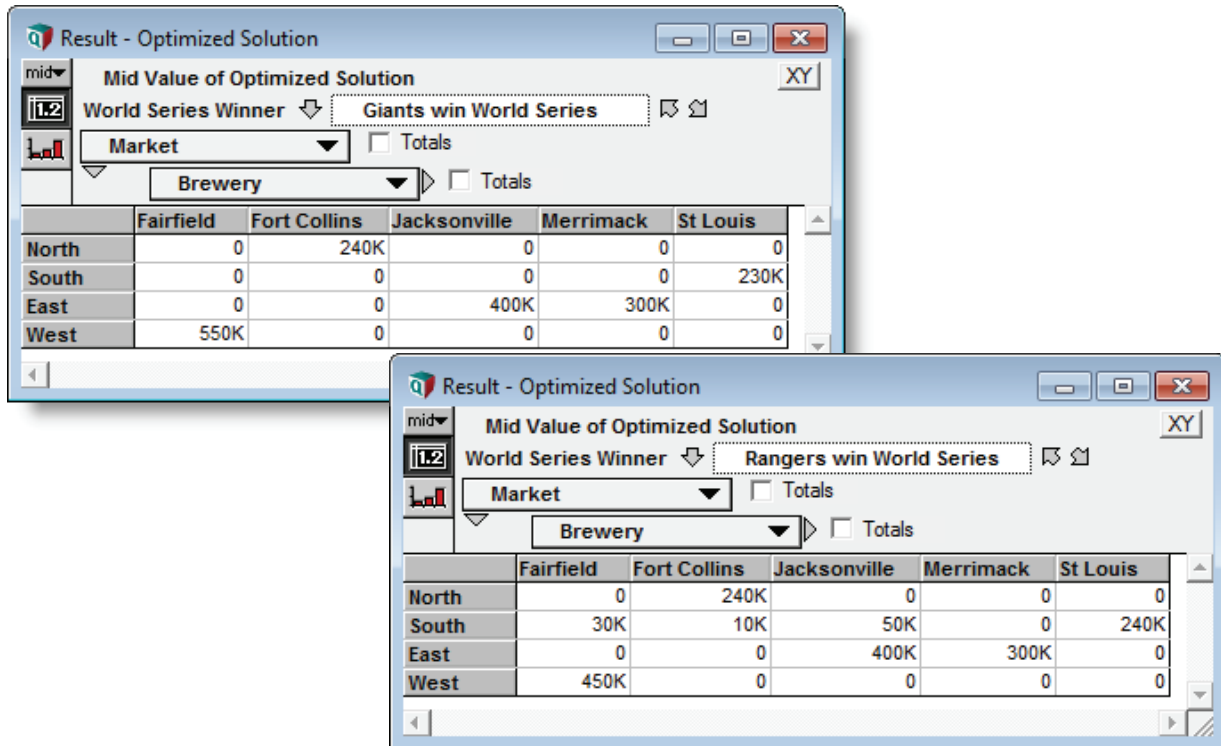 Result - Optimized Solution
mid
Mid Value of Optimized Solution
XY
1.2
World Series Winner Giants win World Series
Market Totals
Brewery Totals
Fairfield Fort Collins Jacksonville Merrimack St Louis
North 0 240K 0 0 0
South 0 0 0 0 230K
East 0 0 400K 300K 0
West 550K 0 0 0 0
Result - Optimized Solution
mid
Mid Value of Optimized Solution
XY
1.2
World Series Winner Rangers win World Series
Market Totals
Brewery Totals
Fairfield Fort Collins Jacksonville Merrimack St Louis
North 0 240K 0 0 0
South 30K 10K 50K 0 240K
East 0 0 400K 300K 0
West 450K 0 0 0 0